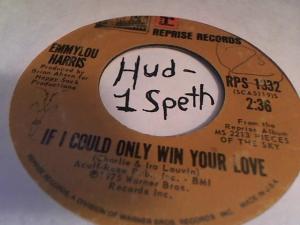 REPRISE RECORDS
EMMYLOU
HARRIS
Produced by
Brian Ahern for
Happy Sack
Productions
Hud-
1 Speth
RPS 1332
2:36
From the
Reprise Album
MS 2213 PIECES
OF THE SKY
IF I COULD ONLY WIN YOUR LOVE
(Charlie & Ira Louvin)
Acuff-Rose Pub., Inc. - BMI
1975 Warner Bros.
Records Inc.